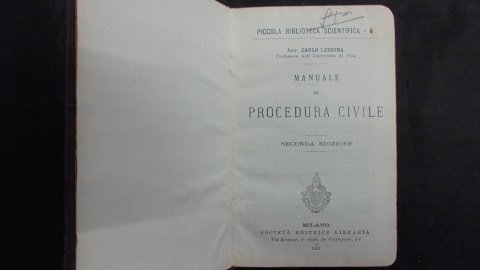 PICCOLA BIBLIOTECA SCIENTIFICA - 4
Avv. CARLO LESSONA
Professore nell' Università di Pisa
MANUALE
DI
PROCEDURA CIVILE
SECONDA EDIZIONE
MILANO
SOCIETÀ EDITRICE LIBRARIA
Via